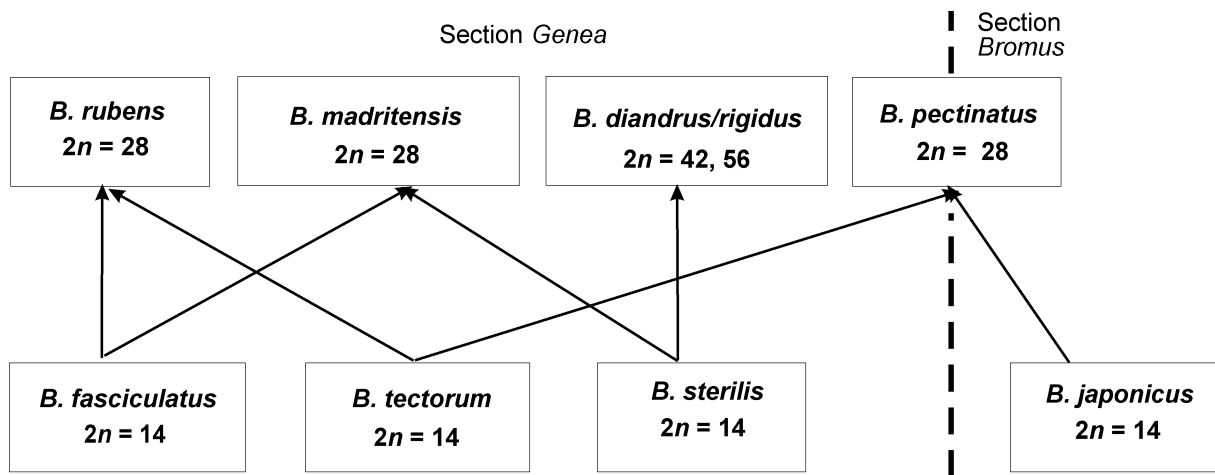 Section Genea
Section
Bromus
B. rubens
2n = 28
B. madritensis
2n = 28
B. diandrus/rigidus
2n = 42, 56
B. pectinatus
2n = 28
B. fasciculatus
2n = 14
B. tectorum
2n = 14
B. sterilis
2n = 14
B. japonicus
2n = 14